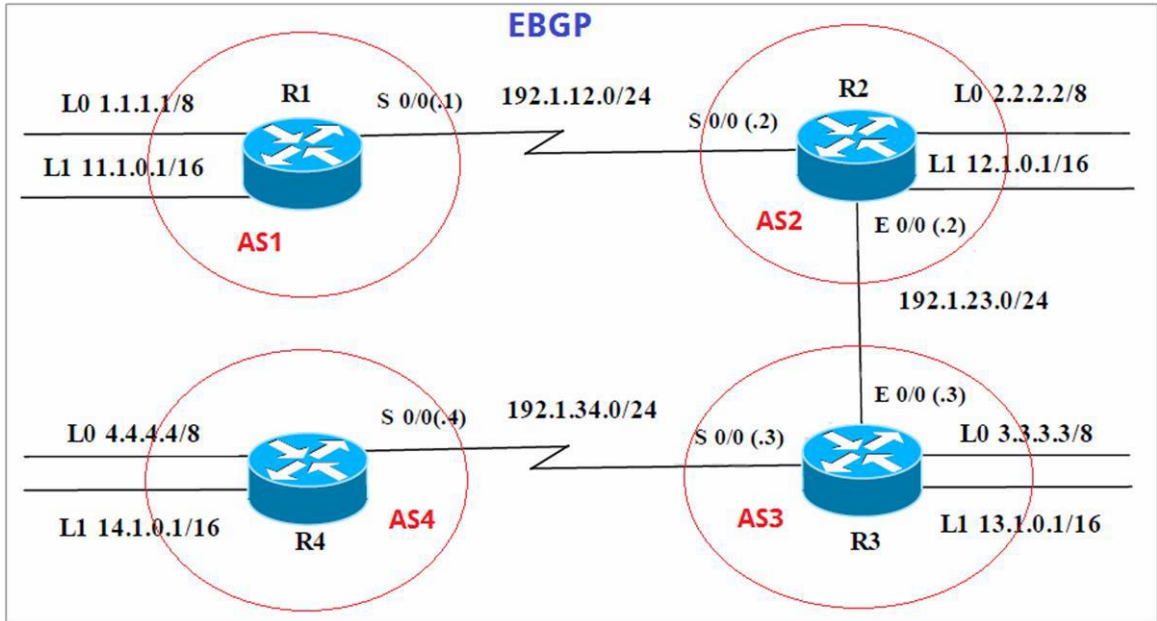 EBGP
L0 1.1.1.1/8
R1
S 0/0(.1)
192.1.12.0/24
R2
L0 2.2.2.2/8
S 0/0 (.2)
L1 11.1.0.1/16
L1 12.1.0.1/16
AS1
AS2
E 0/0 (.2)
192.1.23.0/24
E 0/0 (.3)
L0 4.4.4.4/8
S 0/0(.4)
192.1.34.0/24
S 0/0 (.3)
L0 3.3.3.3/8
L1 14.1.0.1/16
R4
AS4
AS3
R3
L1 13.1.0.1/16